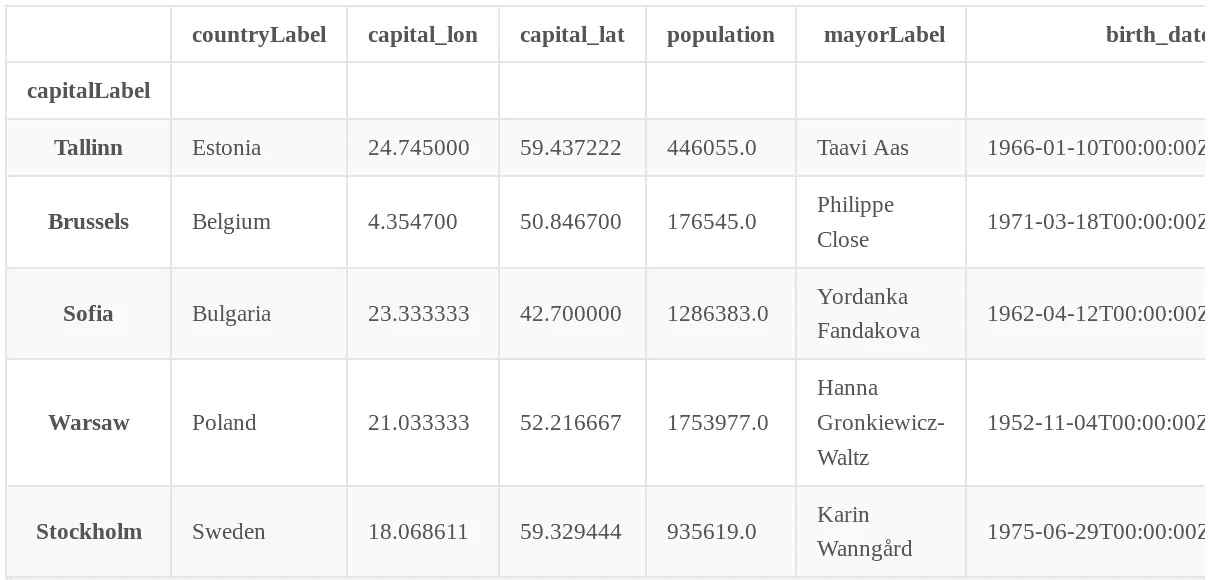 countryLabel capital_lon capital_lat population mayorLabel birth_date
capitalLabel
Tallinn Estonia 24.745000 59.437222 446055.0 Taavi Aas 1966-01-10T00:00:00Z
Brussels Belgium 4.354700 50.846700 176545.0 Philippe Close 1971-03-18T00:00:00Z
Sofia Bulgaria 23.333333 42.700000 1286383.0 Yordanka Fandakova 1962-04-12T00:00:00Z
Warsaw Poland 21.033333 52.216667 1753977.0 Hanna Gronkiewicz-Waltz 1952-11-04T00:00:00Z
Stockholm Sweden 18.068611 59.329444 935619.0 Karin Wanngård 1975-06-29T00:00:00Z